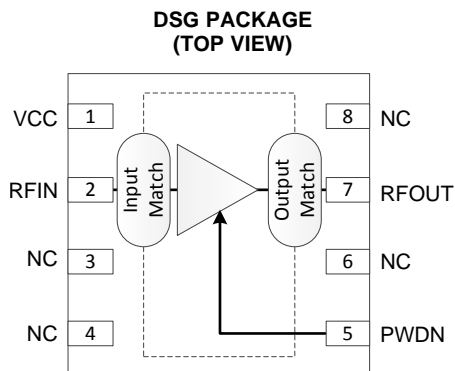 DSG PACKAGE
(TOP VIEW)
VCC 1
8 NC
RFIN 2
Input Match
Output Match
7 RFOUT
NC 3
6 NC
NC 4
5 PWDN